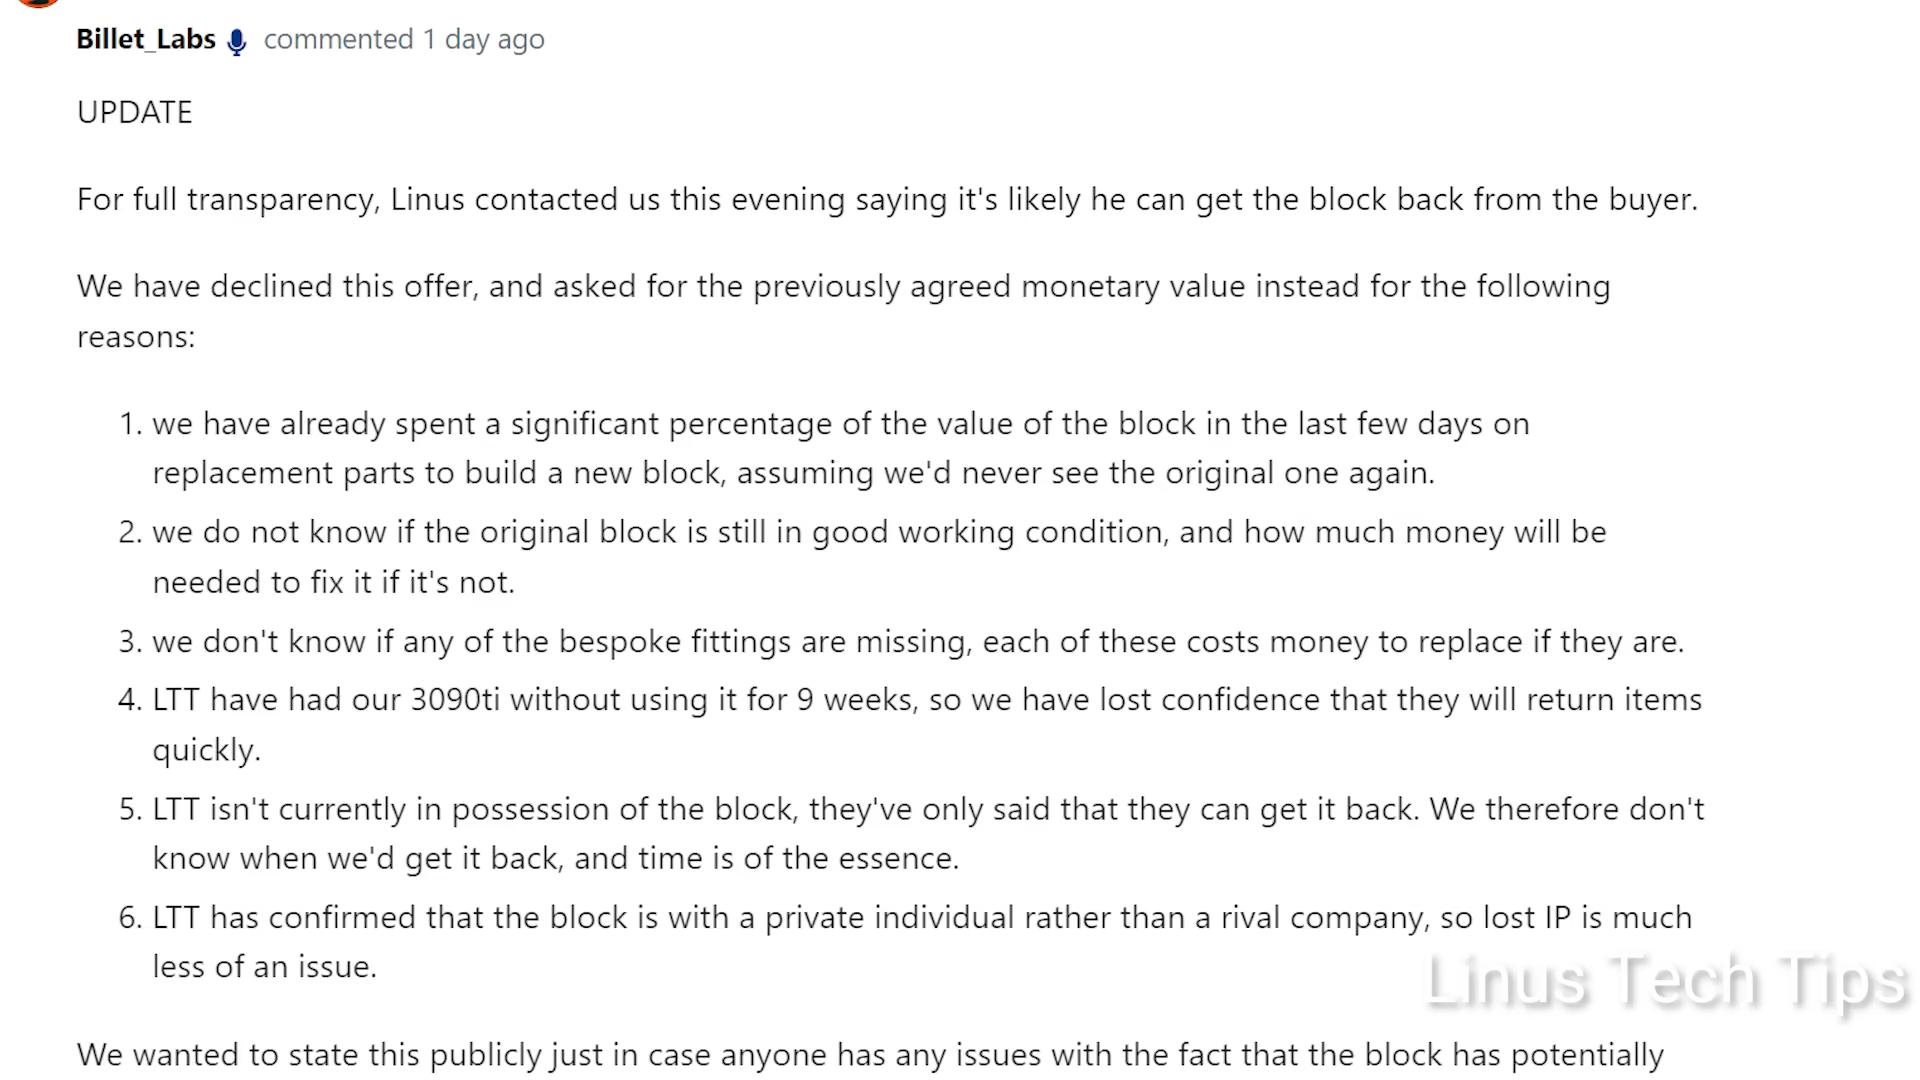 Billet_Labs commented 1 day ago
UPDATE
For full transparency, Linus contacted us this evening saying it's likely he can get the block back from the buyer.
We have declined this offer, and asked for the previously agreed monetary value instead for the following
reasons:
1. we have already spent a significant percentage of the value of the block in the last few days on
replacement parts to build a new block, assuming we'd never see the original one again.
2. we do not know if the original block is still in good working condition, and how much money will be
needed to fix it if it's not.
3. we don't know if any of the bespoke fittings are missing, each of these costs money to replace if they are.
4. LTT have had our 3090ti without using it for 9 weeks, so we have lost confidence that they will return items
quickly.
5. LTT isn't currently in possession of the block, they've only said that they can get it back. We therefore don't
know when we'd get it back, and time is of the essence.
6. LTT has confirmed that the block is with a private individual rather than a rival company, so lost IP is much
less of an issue.
Linus Tech Tips
We wanted to state this publicly just in case anyone has any issues with the fact that the block has potentially